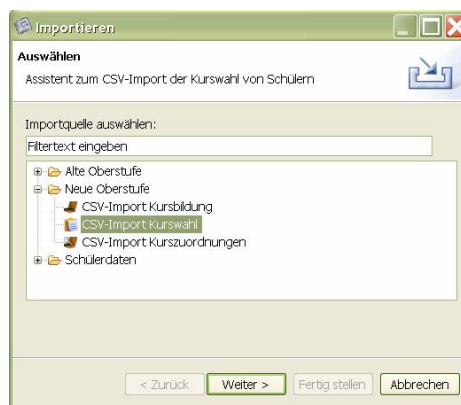 Importieren
Auswählen
Assistent zum CSV-Import der Kurswahl von Schülern
Importquelle auswählen:
Filtertext eingeben
Alte Oberstufe
Neue Oberstufe
CSV-Import Kursbildung
CSV-Import Kurswahl
CSV-Import Kurszuordnungen
Schülerdaten
< Zurück Weiter > Fertig stellen Abbrechen